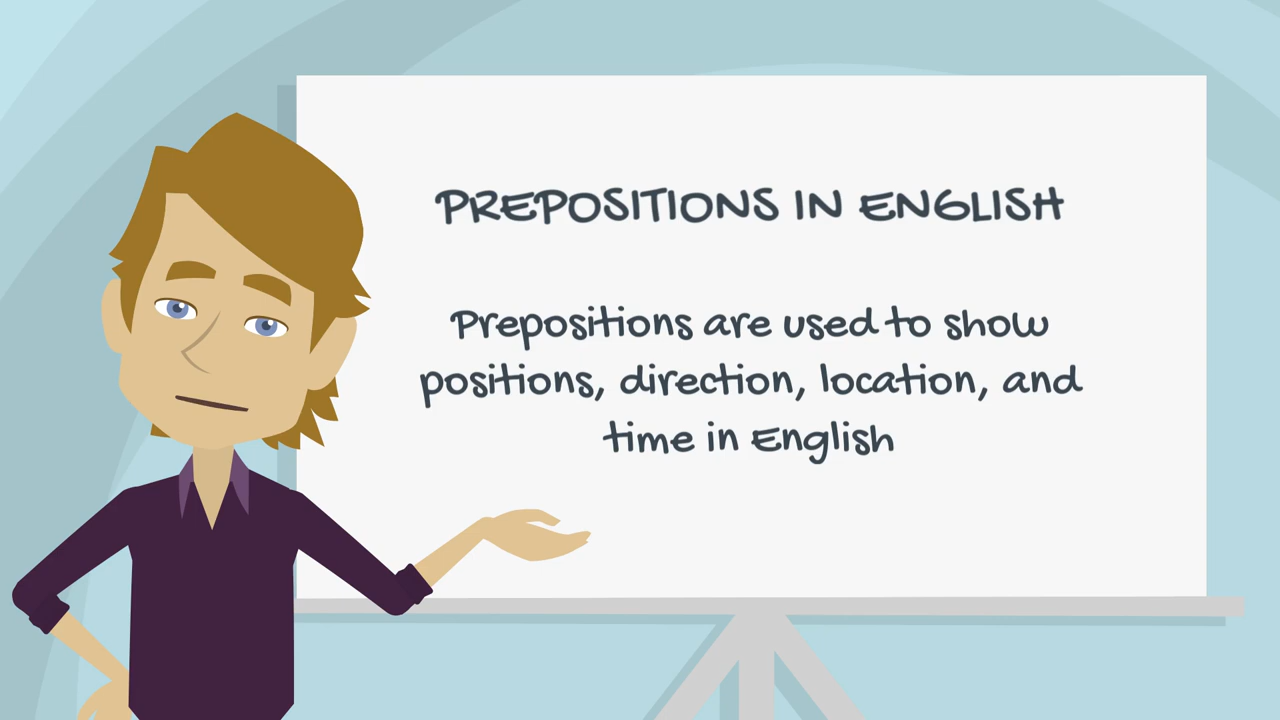 PREPOSITIONS IN ENGLISH
Prepositions are used to show
positions, direction, location, and
time in English